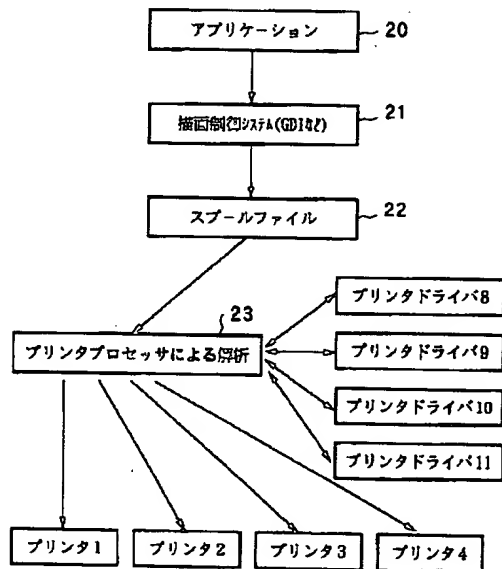 アプリケーション
20
描画制御システム(GDIなど)
21
スプールファイル
22
23
プリンタプロセッサによる解析
プリンタドライバ8
プリンタドライバ9
プリンタドライバ10
プリンタドライバ11
プリンタ1
プリンタ2
プリンタ3
プリンタ4